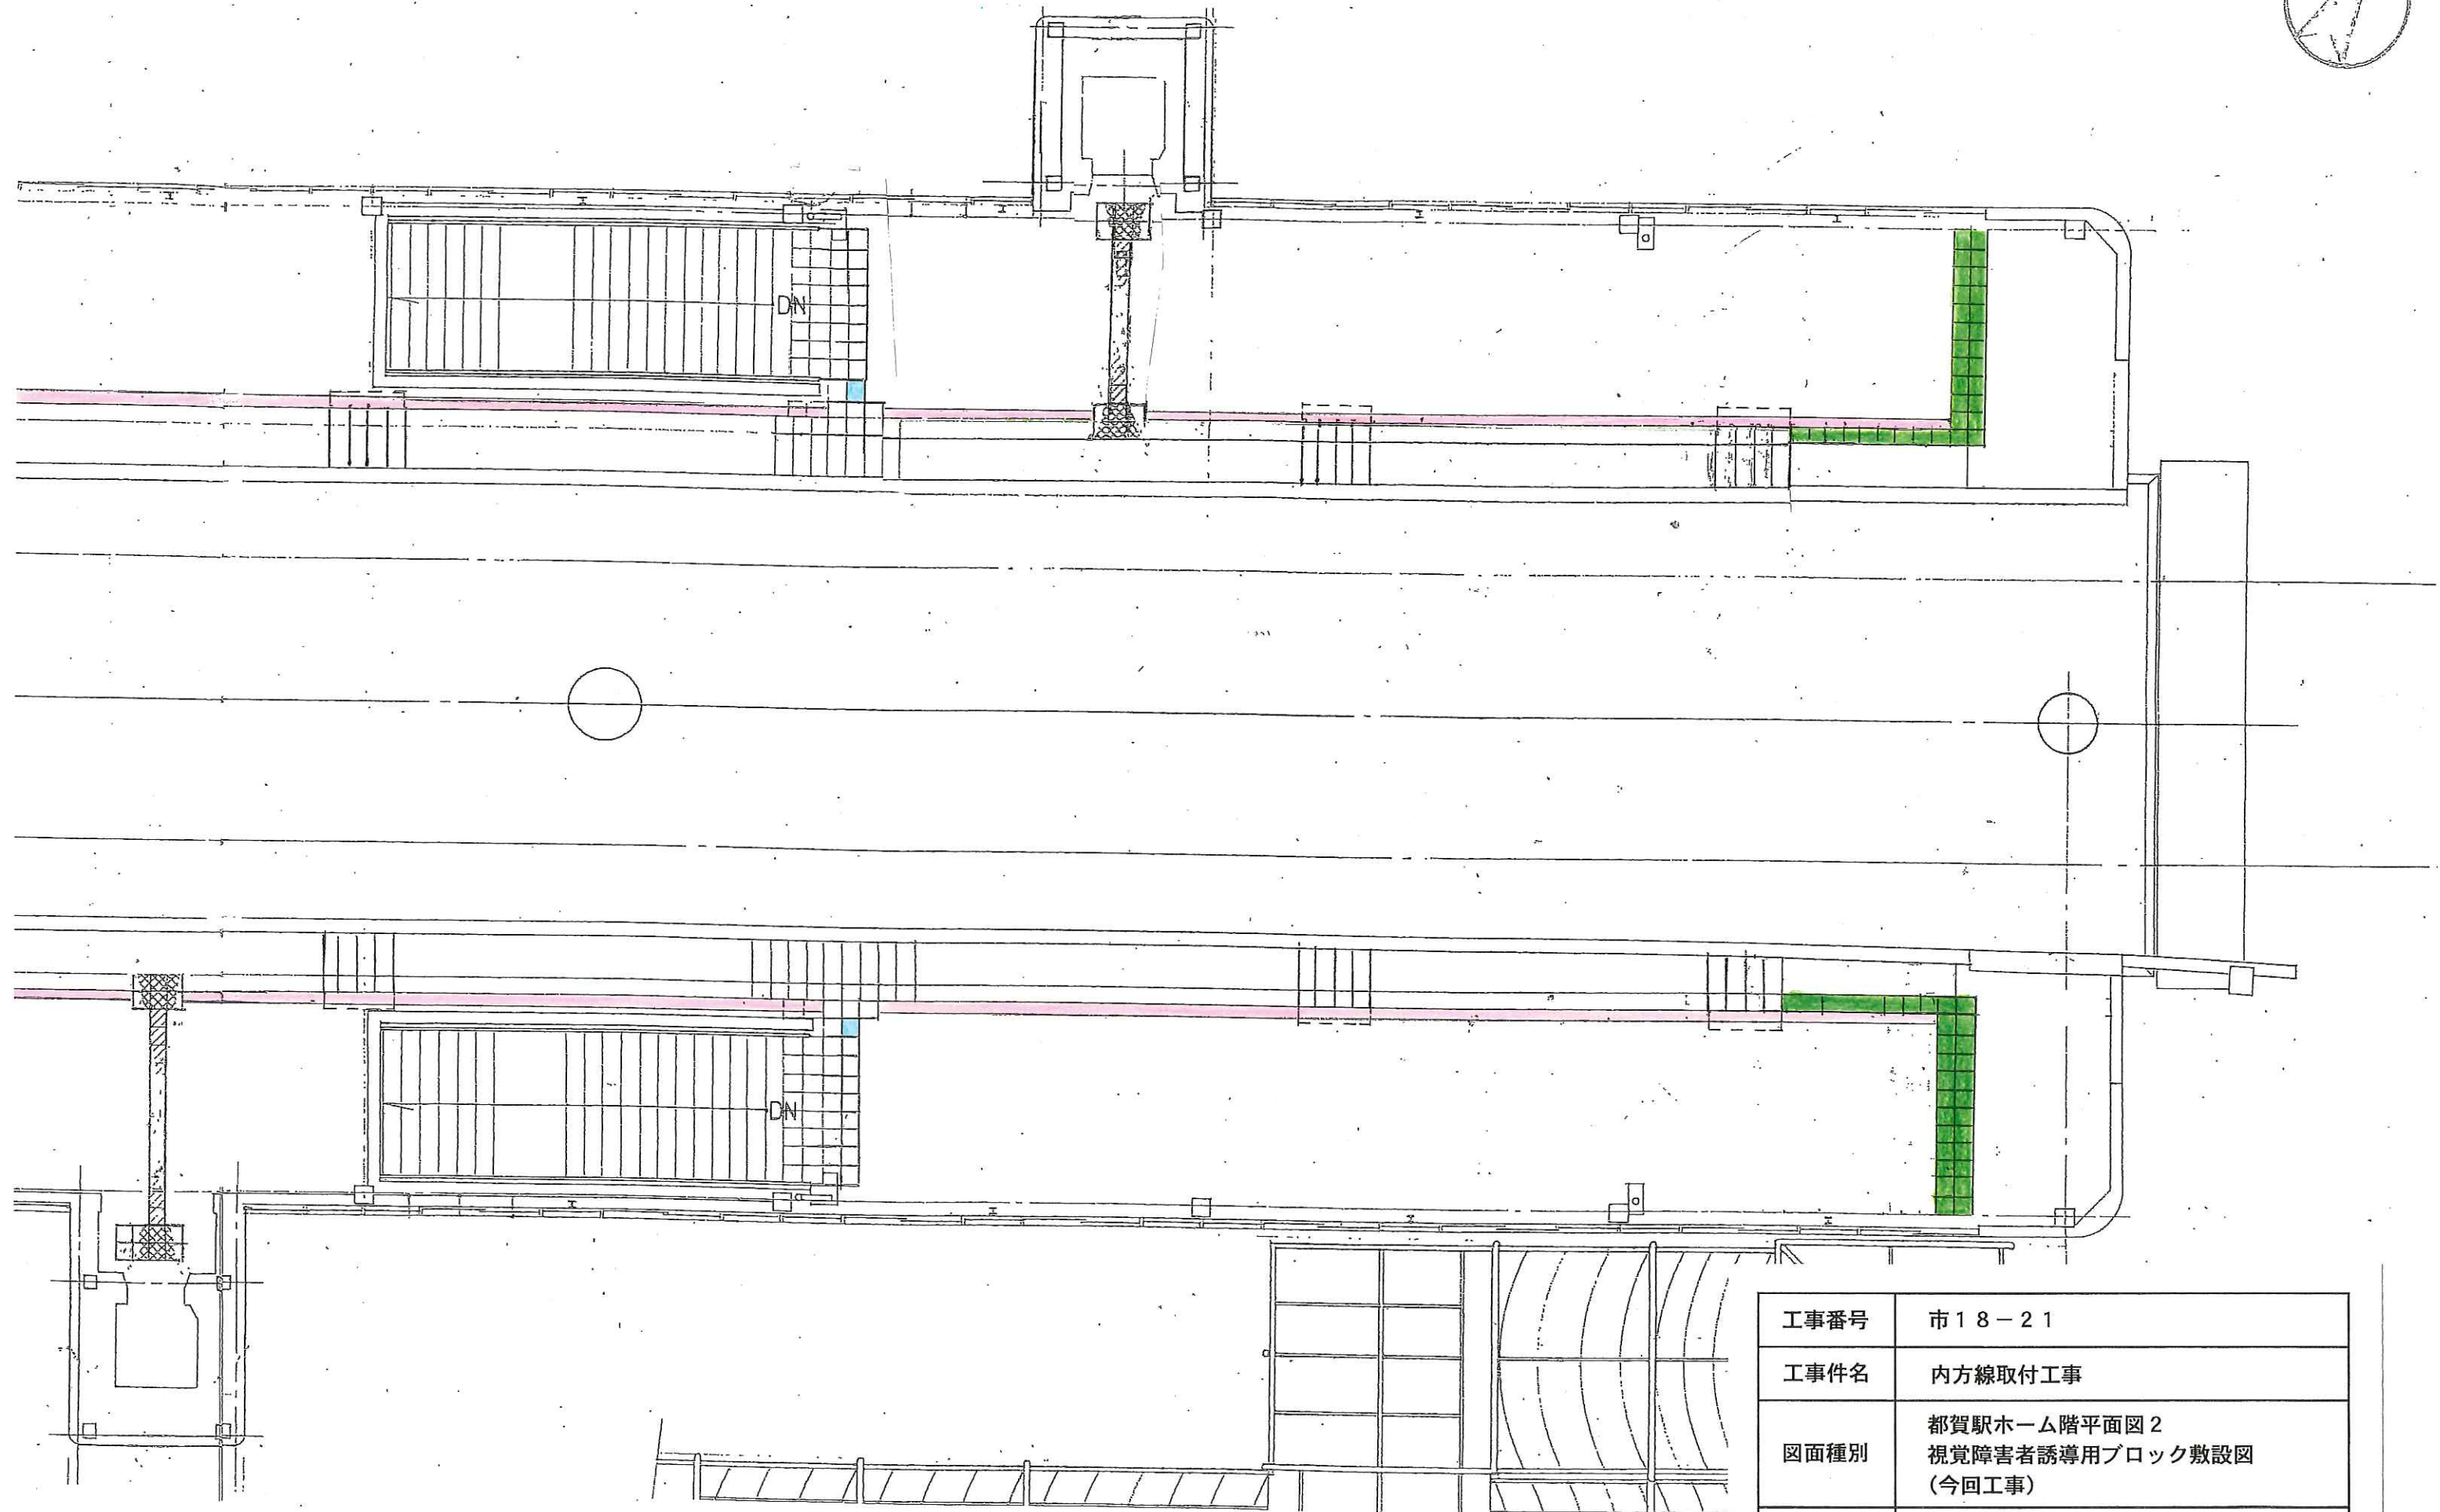 DN
DN
工事番号 市18-21
工事件名 内方線取付工事
図面種別 都賀駅ホーム階平面図2
視覚障害者誘導用ブロック敷設図
(今回工事)